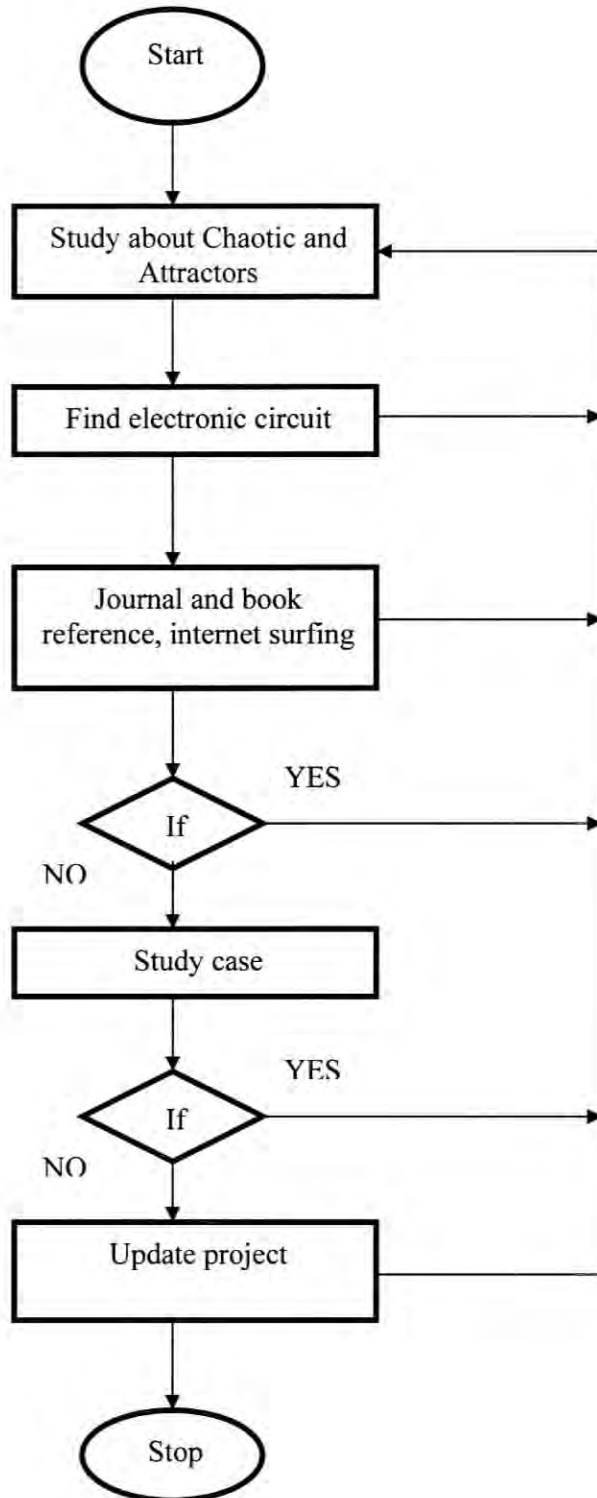 Start
Study about Chaotic and
Attractors
Find electronic circuit
Journal and book
reference, internet surfing
YES
If
NO
Study case
YES
If
NO
Update project
Stop